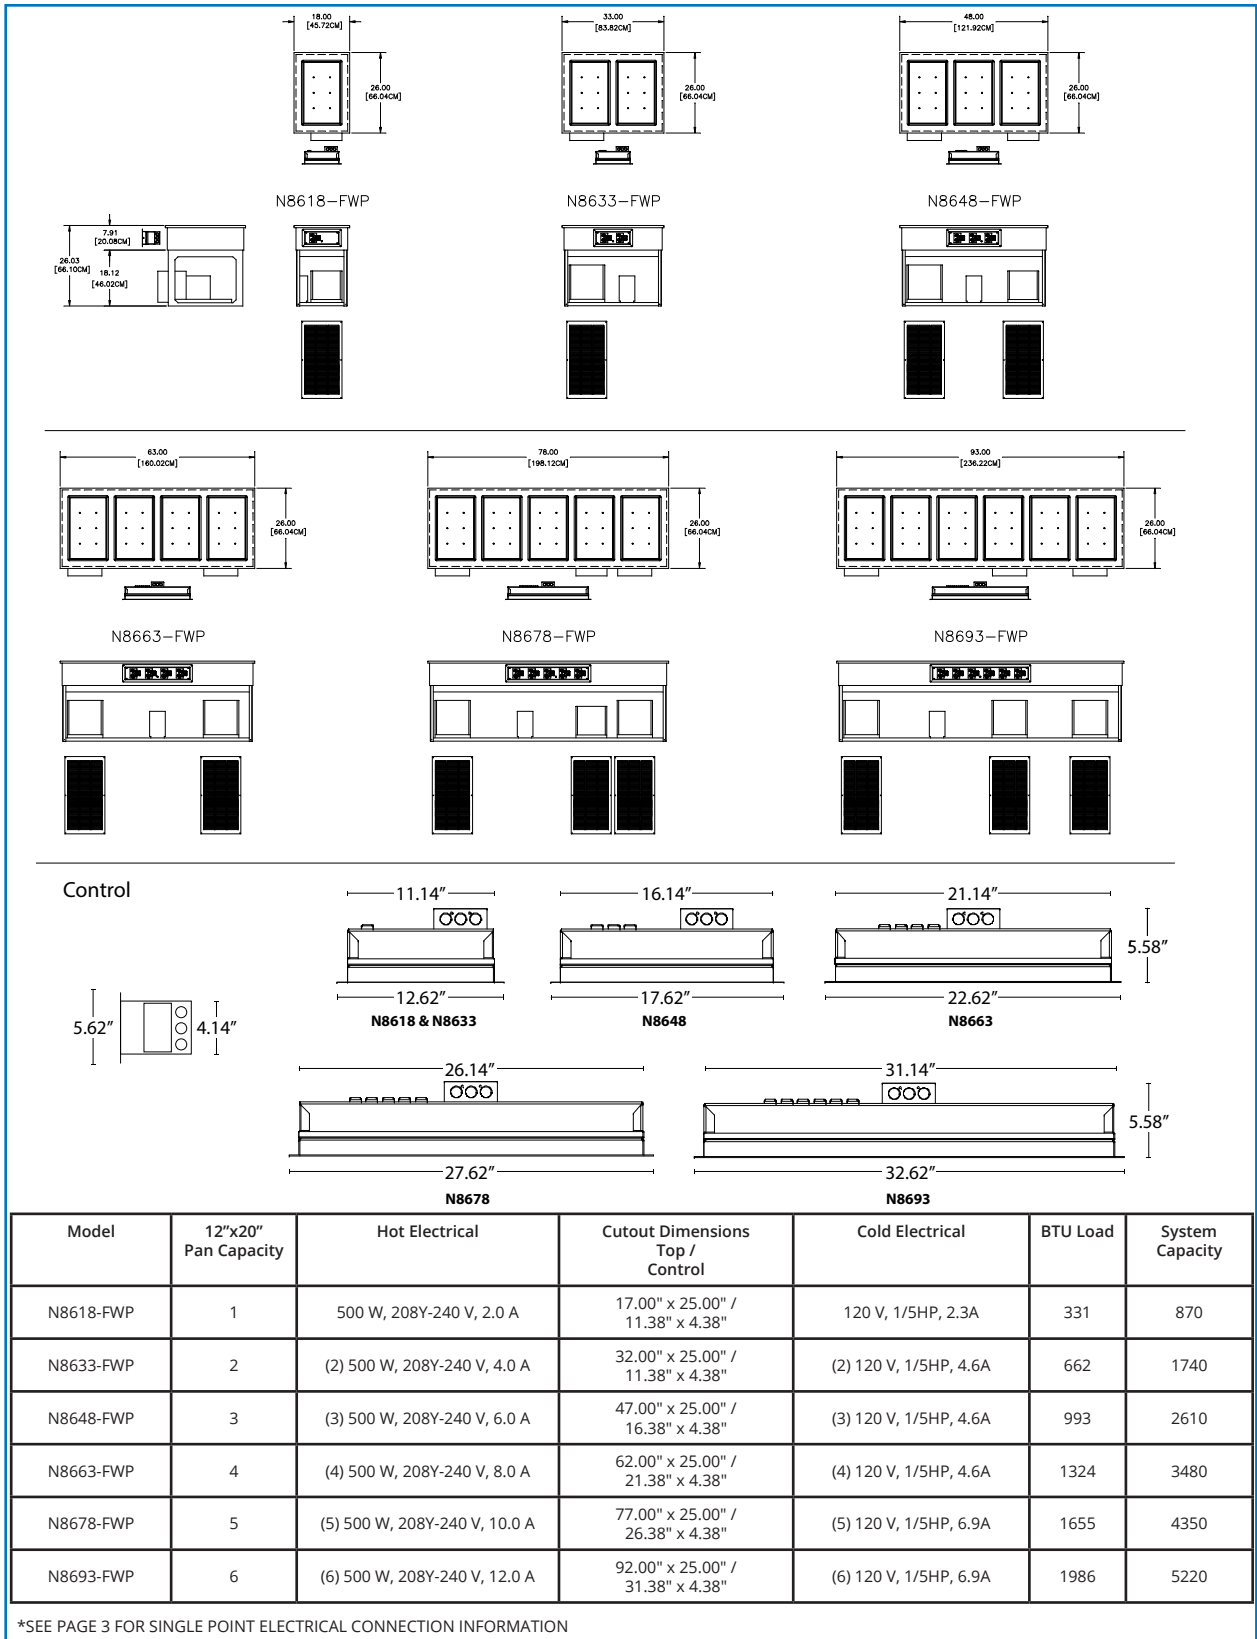 18.00
[45.72CM]
33.00
[83.82CM]
48.00
[121.92CM]
26.00
[66.04CM]
26.00
[66.04CM]
26.00
[66.04CM]
N8618-FWP
N8633-FWP
N8648-FWP
7.91
[20.08CM]
26.03
[66.10CM]
18.12
[46.02CM]
63.00
[160.02CM]
78.00
[198.12CM]
93.00
[236.22CM]
26.00
[66.04CM]
26.00
[66.04CM]
26.00
[66.04CM]
N8663-FWP
N8678-FWP
N8693-FWP
Control
11.14”
16.14”
21.14”
5.58”
12.62”
17.62”
22.62”
N8618 & N8633
N8648
N8663
5.62”
4.14”
26.14”
31.14”
5.58”
27.62”
32.62”
N8678
N8693
Model
12”x20”
Pan Capacity
Hot Electrical
Cutout Dimensions
Top /
Control
Cold Electrical
BTU Load
System
Capacity
N8618-FWP
1
500 W, 208Y-240 V, 2.0 A
17.00" x 25.00" /
11.38" x 4.38"
120 V, 1/5HP, 2.3A
331
870
N8633-FWP
2
(2) 500 W, 208Y-240 V, 4.0 A
32.00" x 25.00" /
11.38" x 4.38"
(2) 120 V, 1/5HP, 4.6A
662
1740
N8648-FWP
3
(3) 500 W, 208Y-240 V, 6.0 A
47.00" x 25.00" /
16.38" x 4.38"
(3) 120 V, 1/5HP, 4.6A
993
2610
N8663-FWP
4
(4) 500 W, 208Y-240 V, 8.0 A
62.00" x 25.00" /
21.38" x 4.38"
(4) 120 V, 1/5HP, 4.6A
1324
3480
N8678-FWP
5
(5) 500 W, 208Y-240 V, 10.0 A
77.00" x 25.00" /
26.38" x 4.38"
(5) 120 V, 1/5HP, 6.9A
1655
4350
N8693-FWP
6
(6) 500 W, 208Y-240 V, 12.0 A
92.00" x 25.00" /
31.38" x 4.38"
(6) 120 V, 1/5HP, 6.9A
1986
5220
*SEE PAGE 3 FOR SINGLE POINT ELECTRICAL CONNECTION INFORMATION